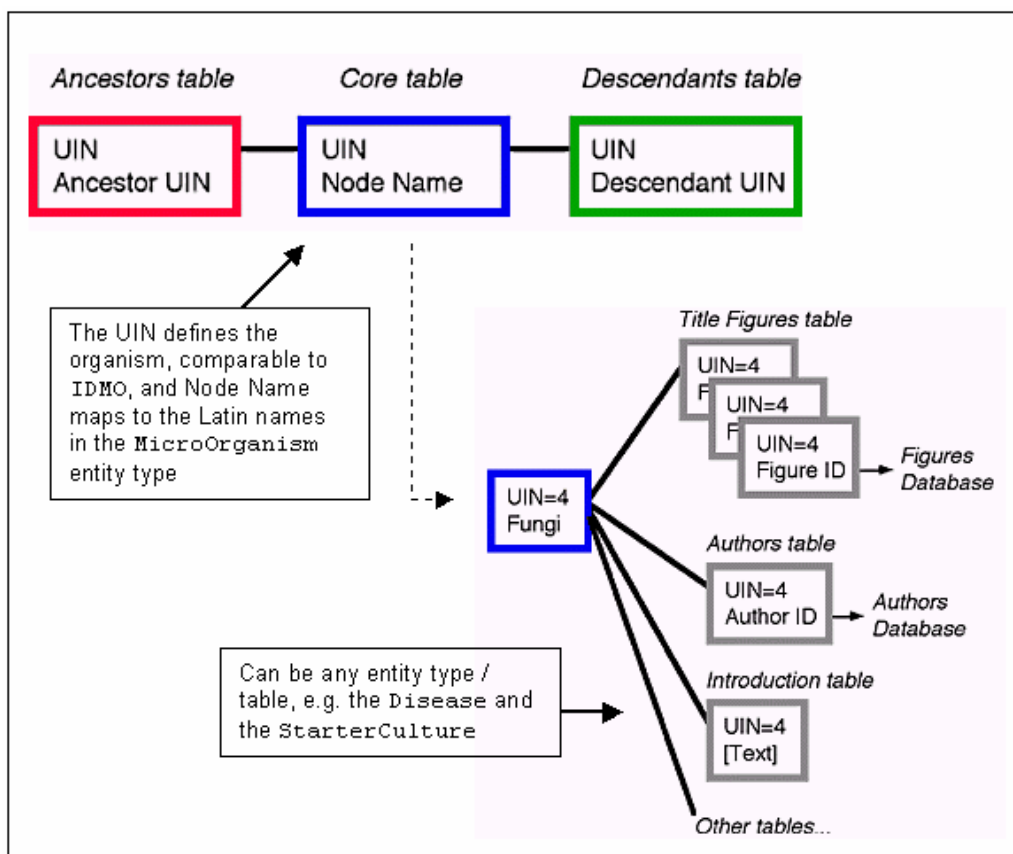 Ancestors table
Core table
Descendants table
UIN
Ancestor UIN
UIN
Node Name
UIN
Descendant UIN
The UIN defines the
organism, comparable to
IDMO, and Node Name
maps to the Latin names
in the MicroOrganism
entity type
Title Figures table
UIN=4
F
UIN=4
F
UIN=4
Figure ID
Figures
Database
UIN=4
Fungi
Authors table
UIN=4
Author ID
Authors
Database
Can be any entity type /
table, e.g. the Disease and
the StarterCulture
Introduction table
UIN=4
[Text]
Other tables...